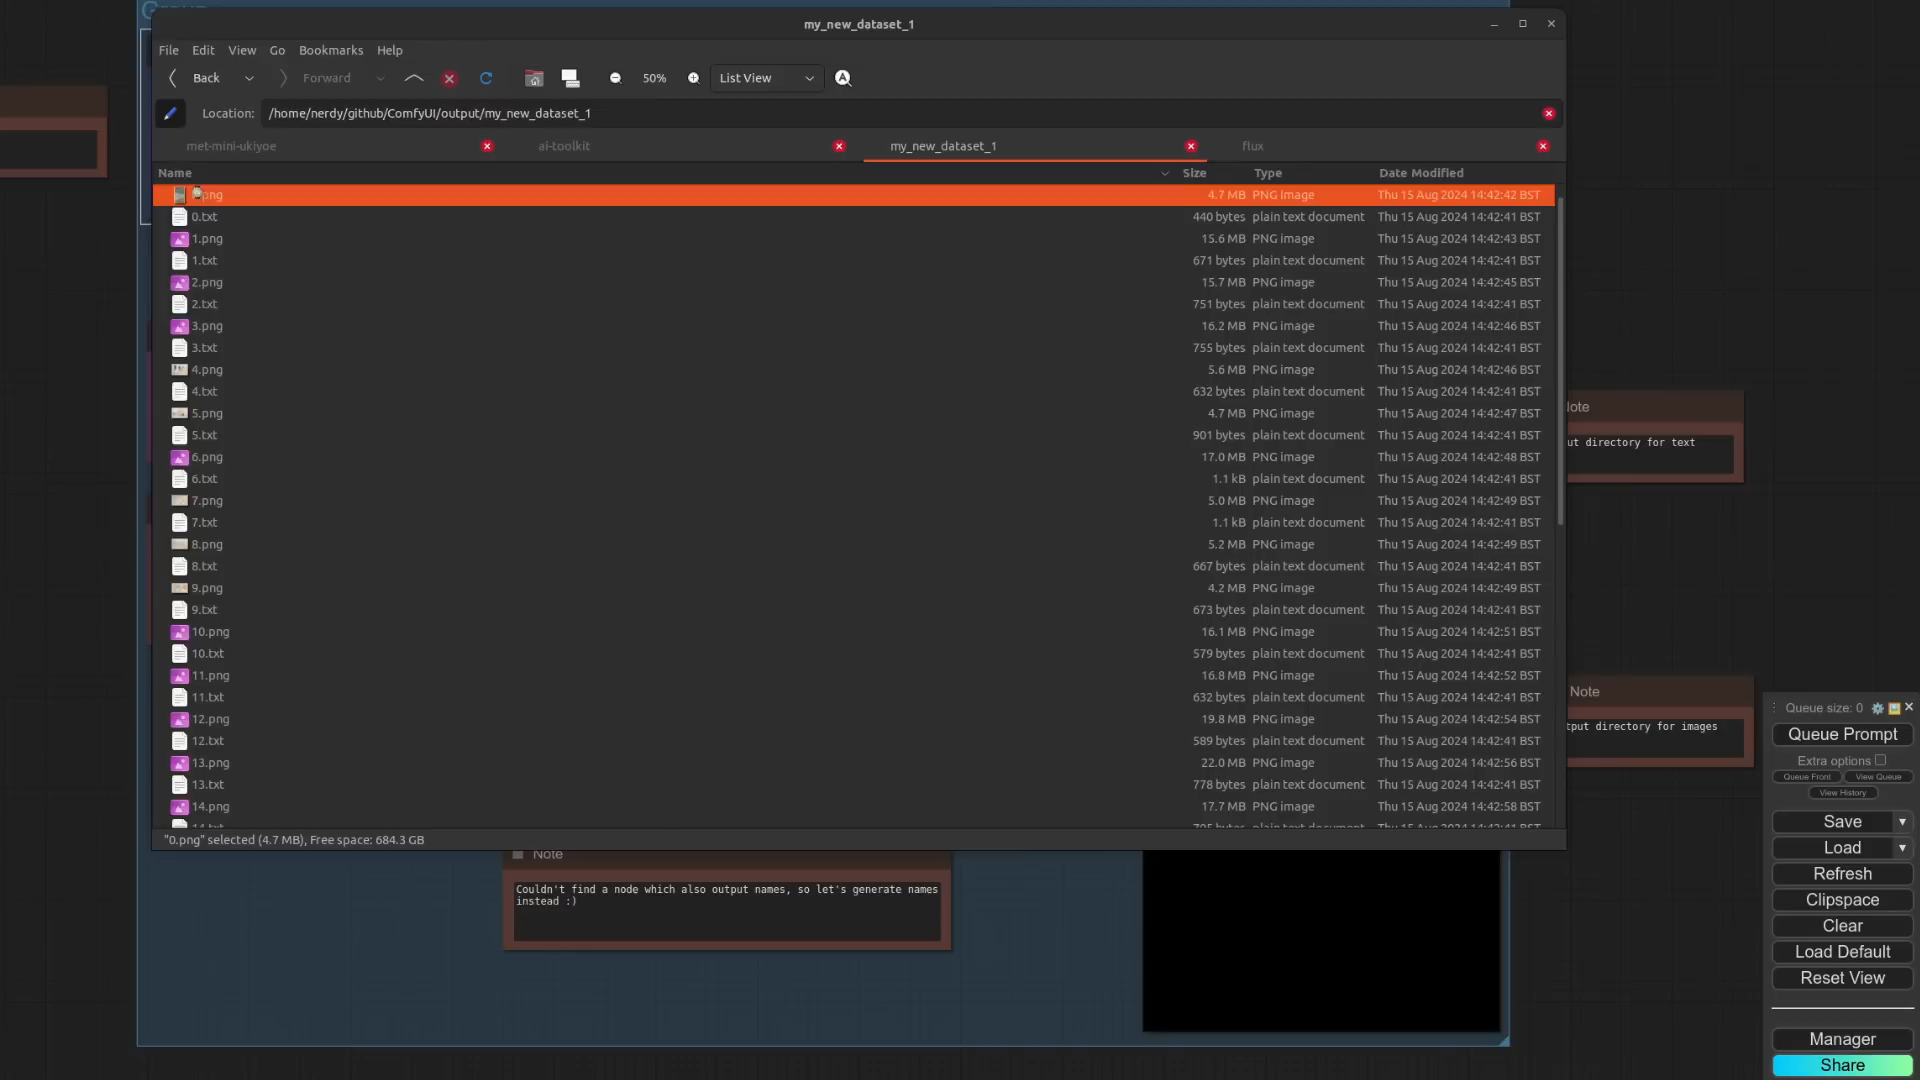 my_new_dataset_1
File Edit View Go Bookmarks Help
Back Forward 50% List View
Location: /home/nerdy/github/ComfyUI/output/my_new_dataset_1
met-mini-ukiyoe ai-toolkit my_new_dataset_1 flux
Name Size Type Date Modified
png 4.7 MB PNG image Thu 15 Aug 2024 14:42:42 BST
0.txt 440 bytes plain text document Thu 15 Aug 2024 14:42:41 BST
1.png 15.6 MB PNG image Thu 15 Aug 2024 14:42:43 BST
1.txt 671 bytes plain text document Thu 15 Aug 2024 14:42:41 BST
2.png 15.7 MB PNG image Thu 15 Aug 2024 14:42:45 BST
2.txt 751 bytes plain text document Thu 15 Aug 2024 14:42:41 BST
3.png 16.2 MB PNG image Thu 15 Aug 2024 14:42:46 BST
3.txt 755 bytes plain text document Thu 15 Aug 2024 14:42:41 BST
4.png 5.6 MB PNG image Thu 15 Aug 2024 14:42:46 BST
4.txt 632 bytes plain text document Thu 15 Aug 2024 14:42:41 BST
5.png 4.7 MB PNG image Thu 15 Aug 2024 14:42:47 BST
5.txt 901 bytes plain text document Thu 15 Aug 2024 14:42:41 BST
6.png 17.0 MB PNG image Thu 15 Aug 2024 14:42:48 BST
6.txt 1.1 kB plain text document Thu 15 Aug 2024 14:42:41 BST
7.png 5.0 MB PNG image Thu 15 Aug 2024 14:42:49 BST
7.txt 1.1 kB plain text document Thu 15 Aug 2024 14:42:41 BST
8.png 5.2 MB PNG image Thu 15 Aug 2024 14:42:49 BST
8.txt 667 bytes plain text document Thu 15 Aug 2024 14:42:41 BST
9.png 4.2 MB PNG image Thu 15 Aug 2024 14:42:49 BST
9.txt 673 bytes plain text document Thu 15 Aug 2024 14:42:41 BST
10.png 16.1 MB PNG image Thu 15 Aug 2024 14:42:51 BST
10.txt 579 bytes plain text document Thu 15 Aug 2024 14:42:41 BST
11.png 16.8 MB PNG image Thu 15 Aug 2024 14:42:52 BST
11.txt 632 bytes plain text document Thu 15 Aug 2024 14:42:41 BST
12.png 19.8 MB PNG image Thu 15 Aug 2024 14:42:54 BST
12.txt 589 bytes plain text document Thu 15 Aug 2024 14:42:41 BST
13.png 22.0 MB PNG image Thu 15 Aug 2024 14:42:56 BST
13.txt 778 bytes plain text document Thu 15 Aug 2024 14:42:41 BST
14.png 17.7 MB PNG image Thu 15 Aug 2024 14:42:58 BST
"0.png" selected (4.7 MB), Free space: 684.3 GB
Note
Couldn't find a node which also output names, so let's generate names
instead :)
ote
ut directory for text
Note
tput directory for images
Queue size: 0
Queue Prompt
Extra options
Queue Front View Queue
View History
Save
Load
Refresh
Clipspace
Clear
Load Default
Reset View
Manager
Share